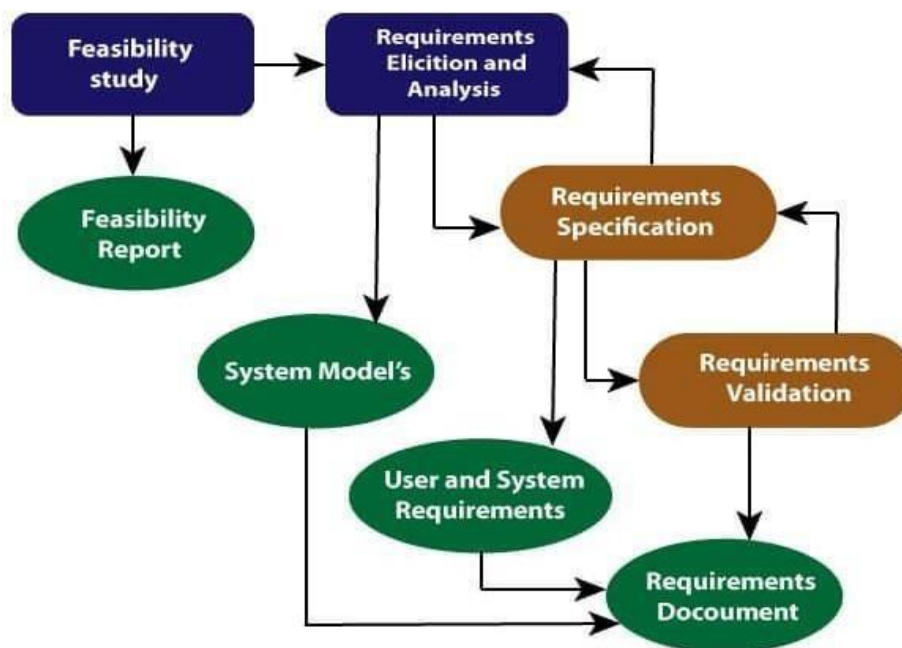 Feasibility
study
Requirements
Elicition and
Analysis
Feasibility
Report
Requirements
Specification
System Model's
Requirements
Validation
User and System
Requirements
Requirements
Docoument